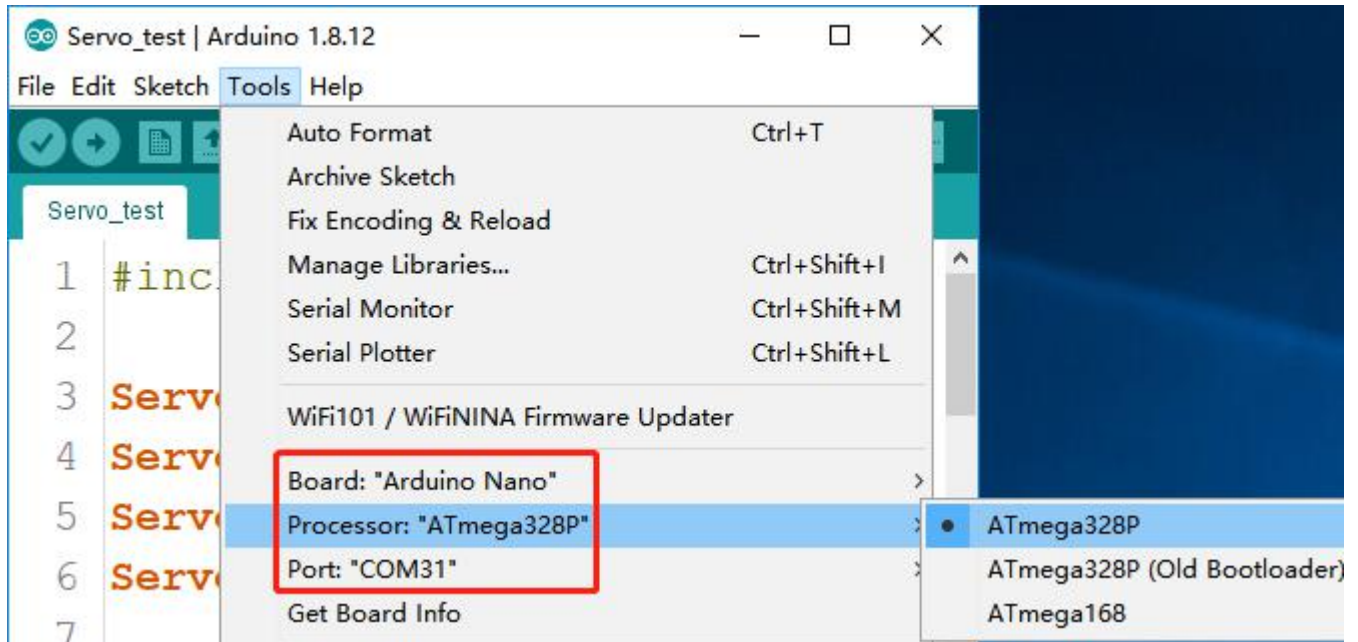 Servo_test | Arduino 1.8.12
File Edit Sketch Tools Help
Auto Format Ctrl+T
Archive Sketch
Servo_test
Fix Encoding & Reload
1 #incl
Manage Libraries... Ctrl+Shift+I
Serial Monitor Ctrl+Shift+M
2
Serial Plotter Ctrl+Shift+L
3 Serv
WiFi101 / WiFiNINA Firmware Updater
4 Serv
Board: "Arduino Nano"
5 Serv
Processor: "ATmega328P" ATmega328P
6 Serv
Port: "COM31" ATmega328P (Old Bootloader)
Get Board Info ATmega168
7